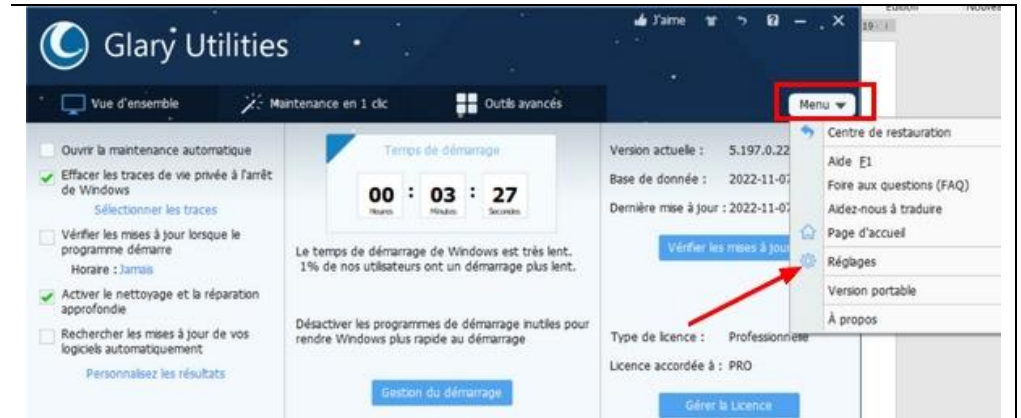 Edition
J'aime
19
Glary Utilities
Vue d'ensemble
Maintenance en 1 clic
Outils avancés
Menu
Ouvrir la maintenance automatique
Effacer les traces de vie privée à l'arrêt
de Windows
Sélectionner les traces
Vérifier les mises à jour lorsque le
programme démarre
Horaire : Jamais
Activer le nettoyage et la réparation
approfondie
Rechercher les mises à jour de vos
logiciels automatiquement
Personnalisez les résultats
Temps de démarrage
00 : 03 : 27
Heures Minutes Secondes
Le temps de démarrage de Windows est très lent.
1% de nos utilisateurs ont un démarrage plus lent.
Désactiver les programmes de démarrage inutiles pour
rendre Windows plus rapide au démarrage
Gestion du démarrage
Version actuelle : 5.197.0.22
Base de donnée : 2022-11-07
Dernière mise à jour : 2022-11-07
Vérifier les mises à jour
Type de licence : Professionnelle
Licence accordée à : PRO
Gérer la Licence
Centre de restauration
Aide F1
Foire aux questions (FAQ)
Aidez-nous à traduire
Page d'accueil
Réglages
Version portable
À propos